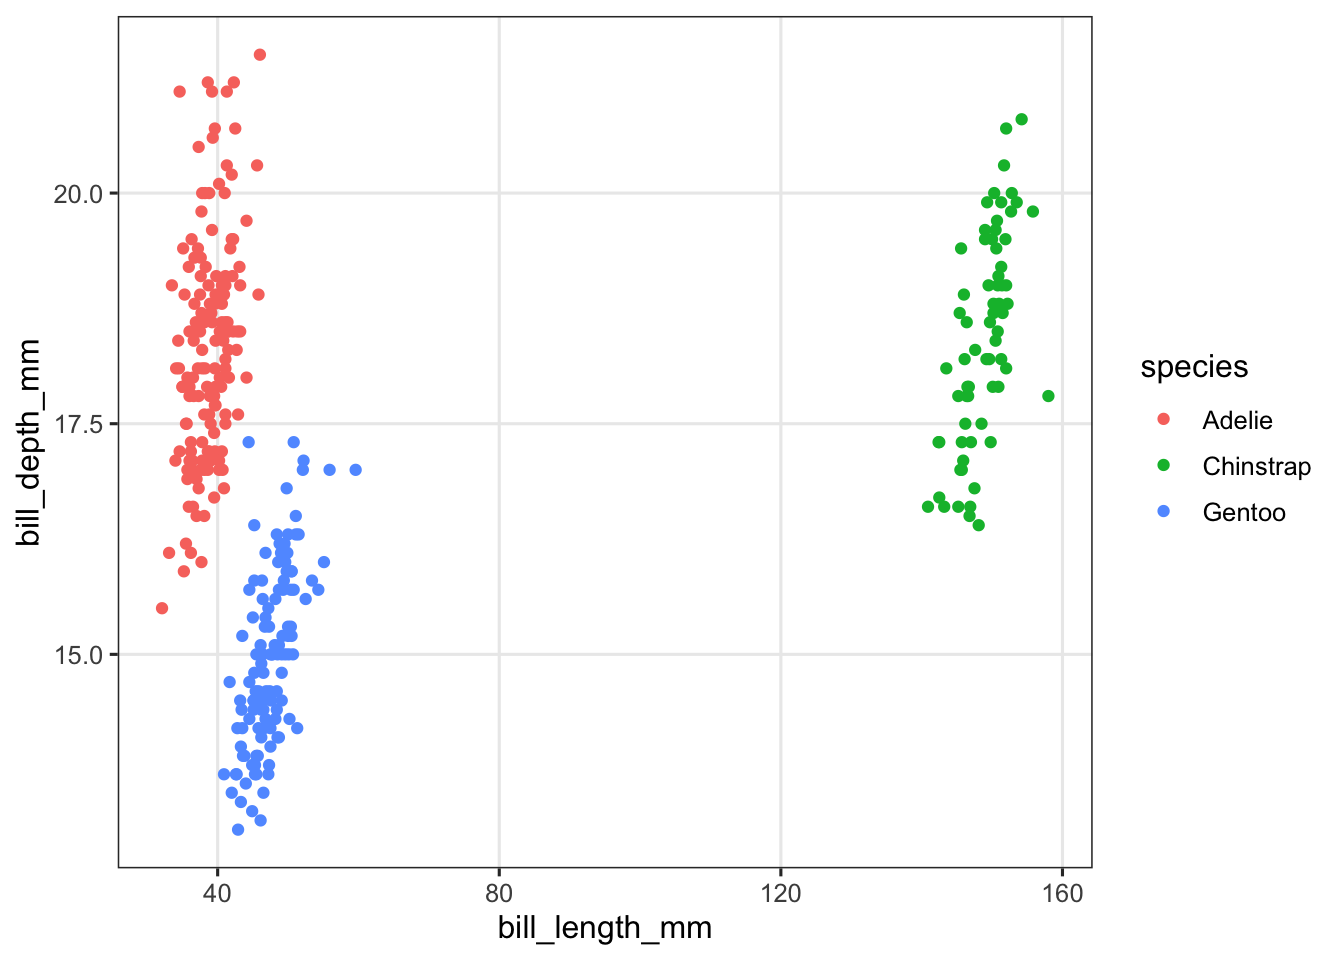 20.0
17.5
15.0
bill_depth_mm
40
80
120
160
bill_length_mm
species
Adelie
Chinstrap
Gentoo